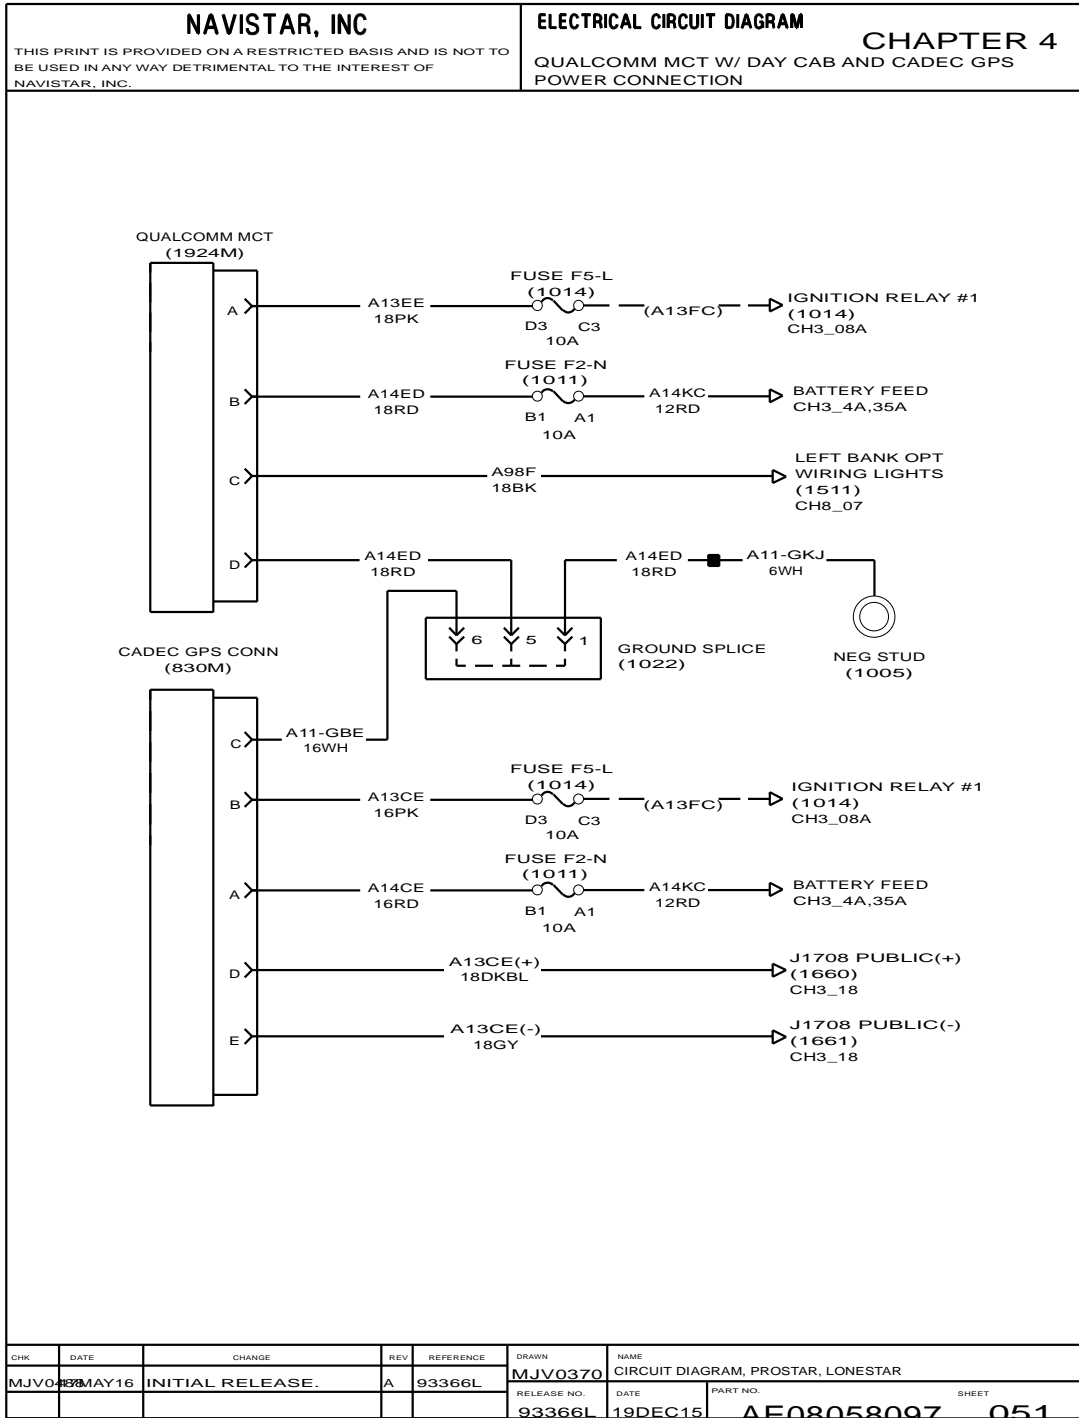 NAVISTAR, INC
THIS PRINT IS PROVIDED ON A RESTRICTED BASIS AND IS NOT TO
BE USED IN ANY WAY DETRIMENTAL TO THE INTEREST OF
NAVISTAR, INC.
ELECTRICAL CIRCUIT DIAGRAM
CHAPTER 4
QUALCOMM MCT W/ DAY CAB AND CADEC GPS
POWER CONNECTION
QUALCOMM MCT
(1924M)
A
A13EE
18PK
FUSE F5-L
(1014)
D3 C3
10A
(A13FC)
IGNITION RELAY #1
(1014)
CH3_08A
B
A14ED
18RD
FUSE F2-N
(1011)
B1 A1
10A
A14KC
12RD
BATTERY FEED
CH3_4A,35A
C
A98F
18BK
LEFT BANK OPT
WIRING LIGHTS
(1511)
CH8_07
D
A14ED
18RD
A14ED
18RD
A11-GKJ
6WH
6 5 1
GROUND SPLICE
(1022)
NEG STUD
(1005)
CADEC GPS CONN
(830M)
C
A11-GBE
16WH
B
A13CE
16PK
FUSE F5-L
(1014)
D3 C3
10A
(A13FC)
IGNITION RELAY #1
(1014)
CH3_08A
A
A14CE
16RD
FUSE F2-N
(1011)
B1 A1
10A
A14KC
12RD
BATTERY FEED
CH3_4A,35A
D
A13CE(+)
18DKBL
J1708 PUBLIC(+)
(1660)
CH3_18
E
A13CE(-)
18GY
J1708 PUBLIC(-)
(1661)
CH3_18
CHK DATE CHANGE REV REFERENCE
INITIAL RELEASE. A 93366L
DRAWN
MJV0370
NAME
CIRCUIT DIAGRAM, PROSTAR, LONESTAR
RELEASE NO.
93366L
DATE
19DEC15
PART NO.
AE08058097
SHEET
051